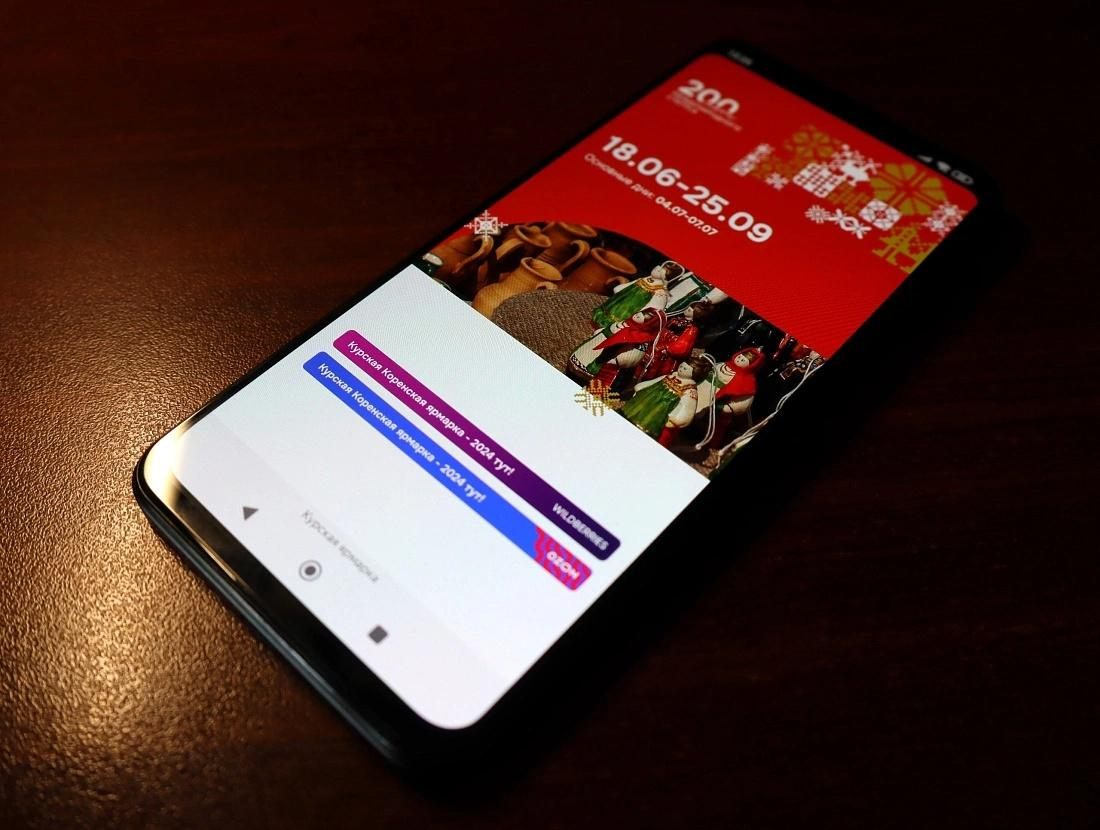 200
18.06-25.09
Основные дни: 04.07-07.07
Курская Коренская ярмарка - 2024 тут!
WILDBERRIES
Курская Коренская ярмарка - 2024 тут!
OZON
Курская ярмарка